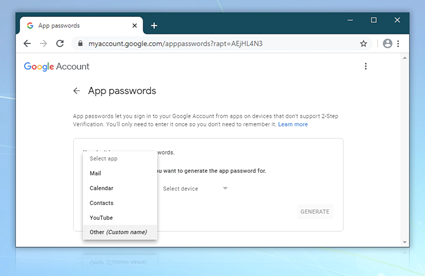 App passwords
myaccount.google.com/apppasswords?rapt=AEjHL4N3
Google Account
App passwords
App passwords let you sign in to your Google Account from apps on devices that don't support 2-Step
Verification. You'll only need to enter it once so you don't need to remember it. Learn more
words.
Select app
you want to generate the app password for.
Mail
Calendar
Select device
Contacts
YouTube
GENERATE
Other (Custom name)